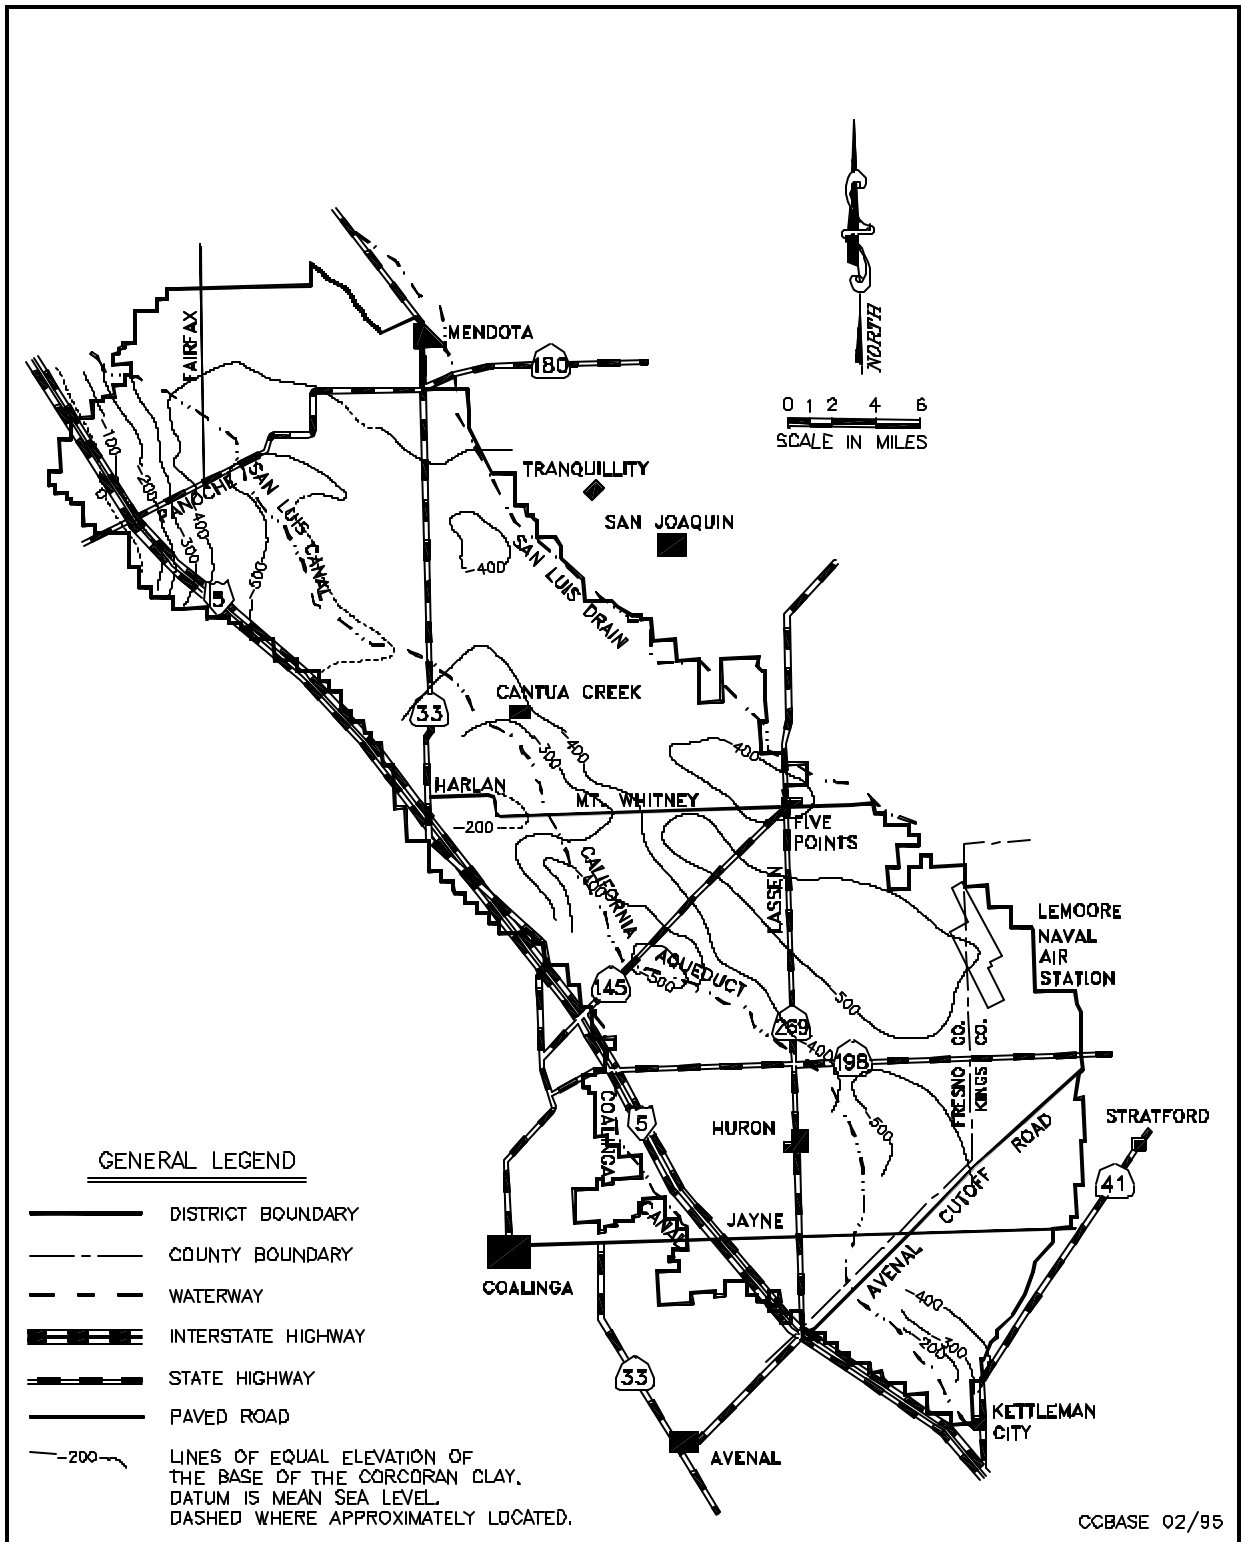 NORTH
0 1 2 4 6
SCALE IN MILES
FAIRFAX
MENDOTA
180
TRANQUILLITY
SAN JOAQUIN
-100
-200
-300
-400
-500
PANOCHE
SAN LUIS CANAL
-400
SAN LUIS DRAIN
5
CANTUA CREEK
33
-300
-400
-400
HARLAN
MT. WHITNEY
-200
FIVE
POINTS
CALIFORNIA
AQUEDUCT
-400
LASSEN
LEMOORE
NAVAL
AIR
STATION
-500
-500
145
269
-400
198
FRESNO CO.
KINGS CO.
COALINGA
CANAL
5
HURON
-500
ROAD
STRATFORD
41
CUTOFF
AVENAL
JAYNE
COALINGA
-400
-300
-200
33
AVENAL
KETTLEMAN
CITY
GENERAL LEGEND
DISTRICT BOUNDARY
COUNTY BOUNDARY
WATERWAY
INTERSTATE HIGHWAY
STATE HIGHWAY
PAVED ROAD
-200
LINES OF EQUAL ELEVATION OF
THE BASE OF THE CORCORAN CLAY.
DATUM IS MEAN SEA LEVEL.
DASHED WHERE APPROXIMATELY LOCATED.
CCBASE 02/95